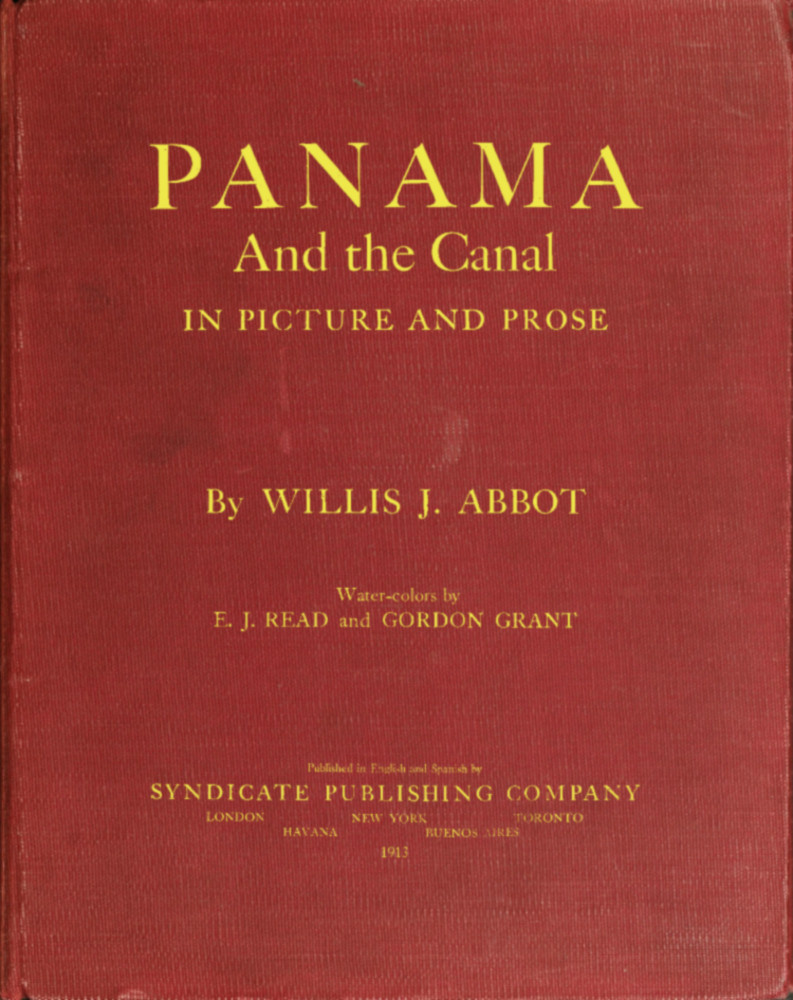 PANAMA
And the Canal
IN PICTURE AND PROSE
By WILLIS J. ABBOT
Water-colors by
E. J. READ and GORDON GRANT
Published in English and Spanish by
SYNDICATE PUBLISHING COMPANY
LONDON NEW YORK TORONTO
HAVANA BUENOS AIRES
1913